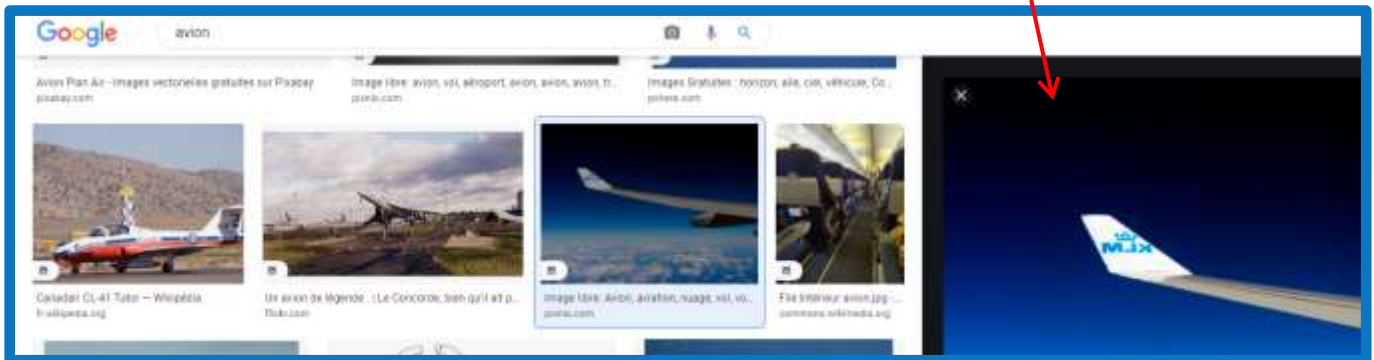 Google
avion
Avion Plan Air - Images vectorielles gratuites sur Pixabay
pixabay.com
Image libre: avion, vol, aéroport, avion, avion, avion, tr...
pixnio.com
Images Gratuites : horizon, aile, ciel, véhicule, Co...
pxhere.com
Canadair CL-41 Tutor — Wikipédia
fr.wikipedia.org
Un avion de légende : Le Concorde, bien qu'il ait p...
flickr.com
Image libre: Avion, aviation, nuage, vol, vo...
pixnio.com
File:Intérieur avion.jpg -...
commons.wikimedia.org